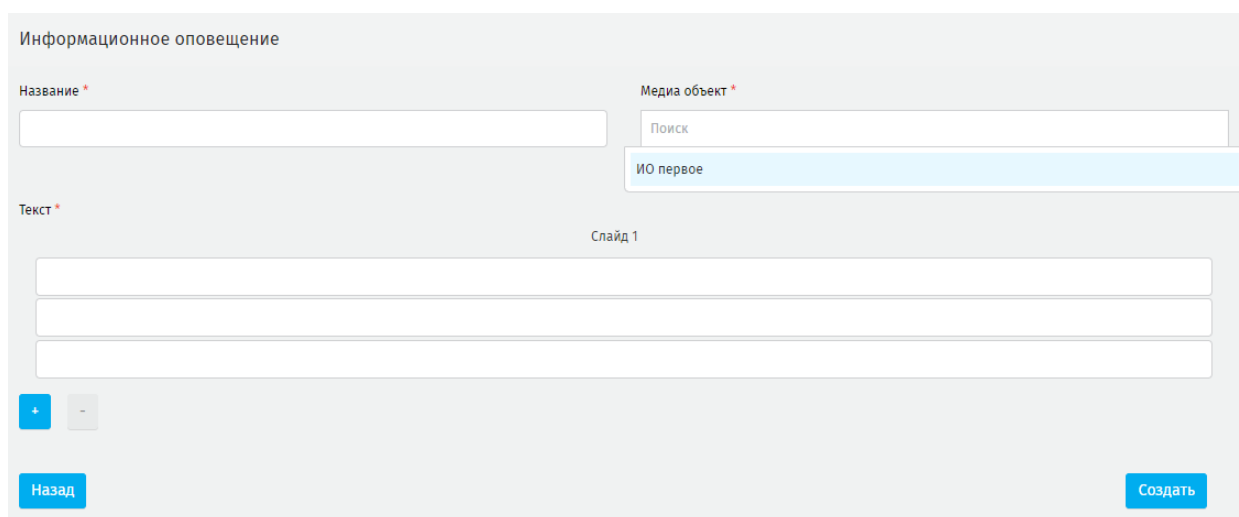 Информационное оповещение
Название *
Медиа объект *
Поиск
ИО первое
Текст *
Слайд 1
+
-
Назад
Создать